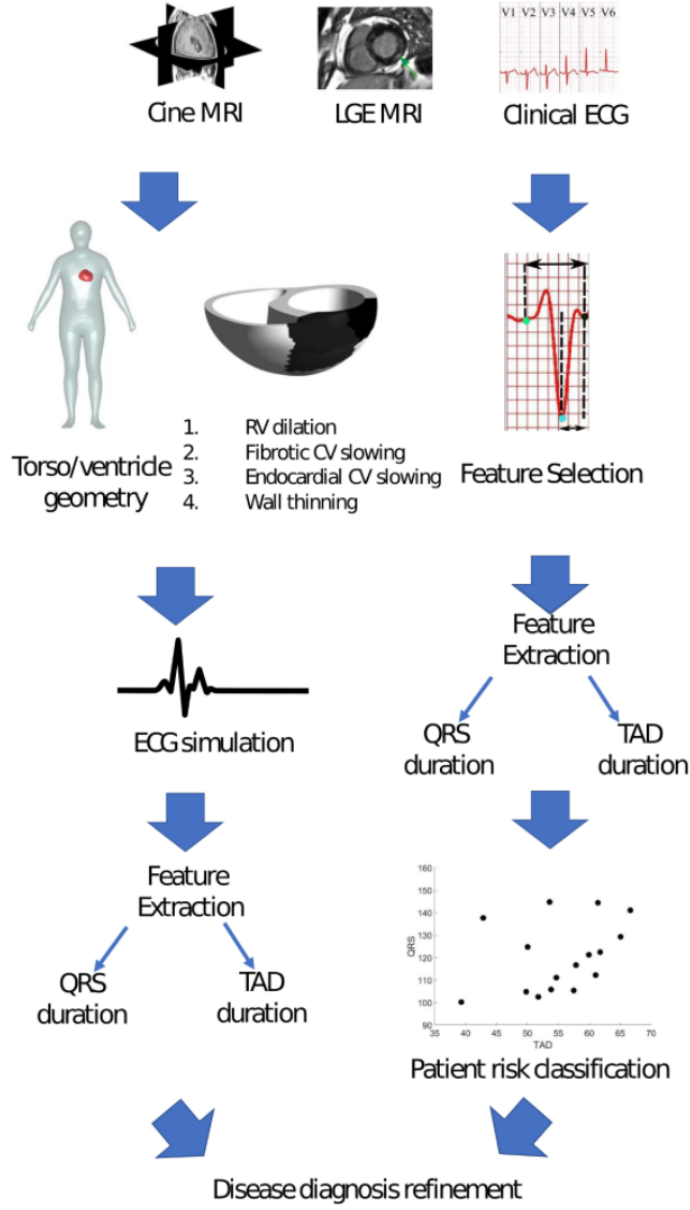 V1 V2 V3 V4 V5 V6
Cine MRI
LGE MRI
Clinical ECG
1. RV dilation
2. Fibrotic CV slowing
3. Endocardial CV slowing
4. Wall thinning
Torso/ventricle
geometry
Feature Selection
ECG simulation
Feature
Extraction
QRS
duration
TAD
duration
Feature
Extraction
QRS
duration
TAD
duration
160
150
140
130
120
110
100
90
QRS
35 40 45 50 55 60 65 70
TAD
Patient risk classification
Disease diagnosis refinement